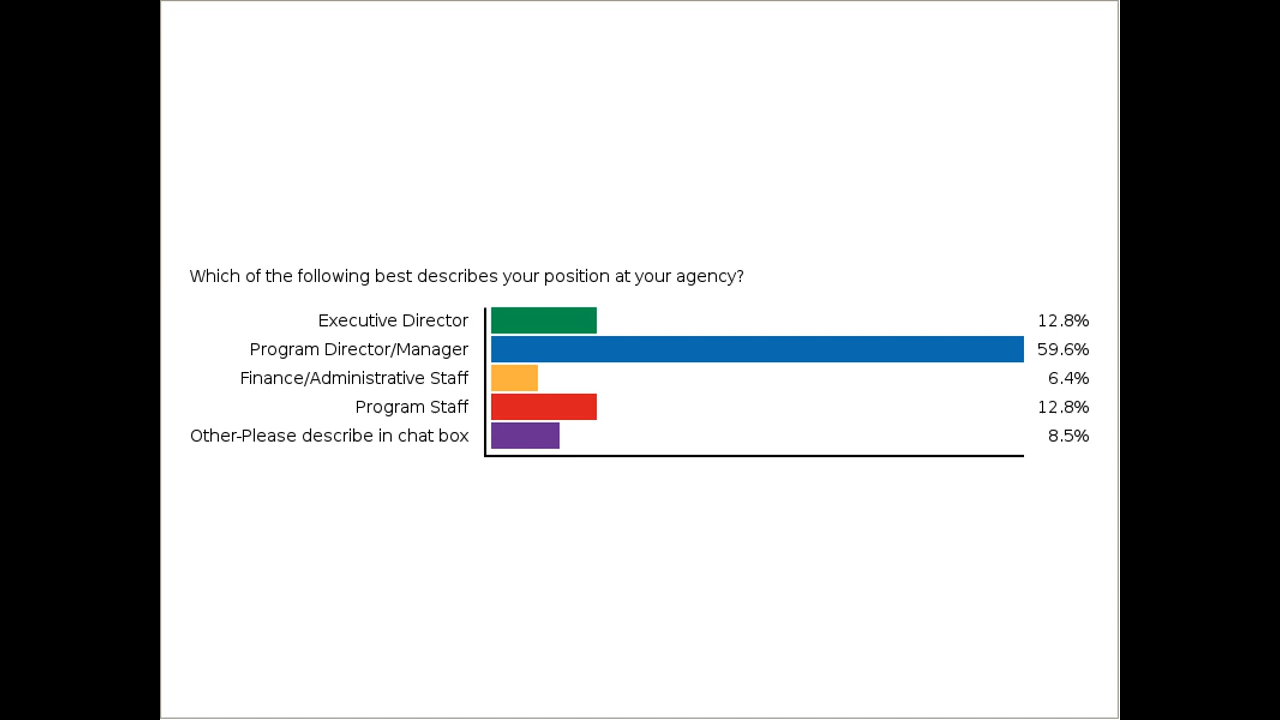 Which of the following best describes your position at your agency?
Executive Director 12.8%
Program Director/Manager 59.6%
Finance/Administrative Staff 6.4%
Program Staff 12.8%
Other-Please describe in chat box 8.5%